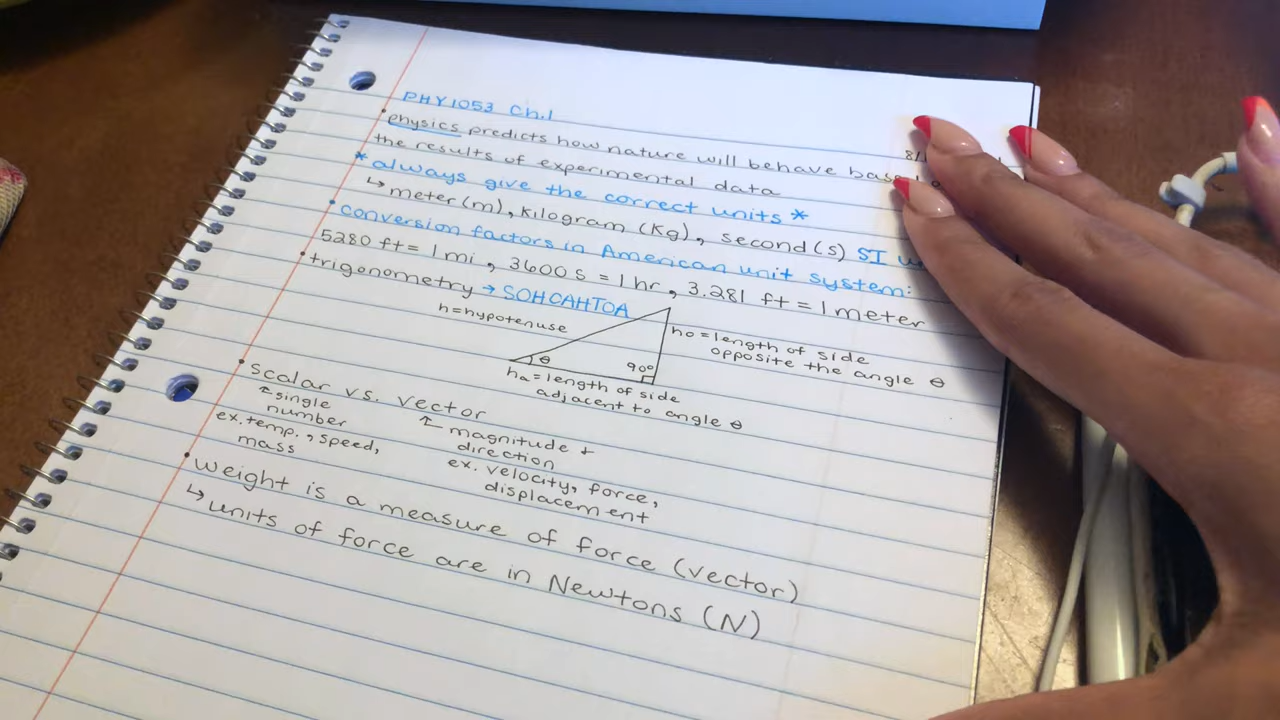 PHY1053 Ch.1
8/
• physics predicts how nature will behave
the results of experimental data
* always give the correct units *
↳ meter (m), kilogram (kg), second (s) SI
• conversion factors in American unit system:
5280 ft = 1 mi, 3600 s = 1 hr, 3.281 ft = 1 meter
• trigonometry → SOHCAHTOA
h = hypotenuse
ho = length of side
opposite the angle θ
θ
90°
ha = length of side
adjacent to angle θ
• Scalar vs. vector
single
number
ex. temp., speed,
mass
magnitude +
direction
ex. velocity, force,
displacement
• weight is a measure of force (vector)
↳ units of force are in Newtons (N)